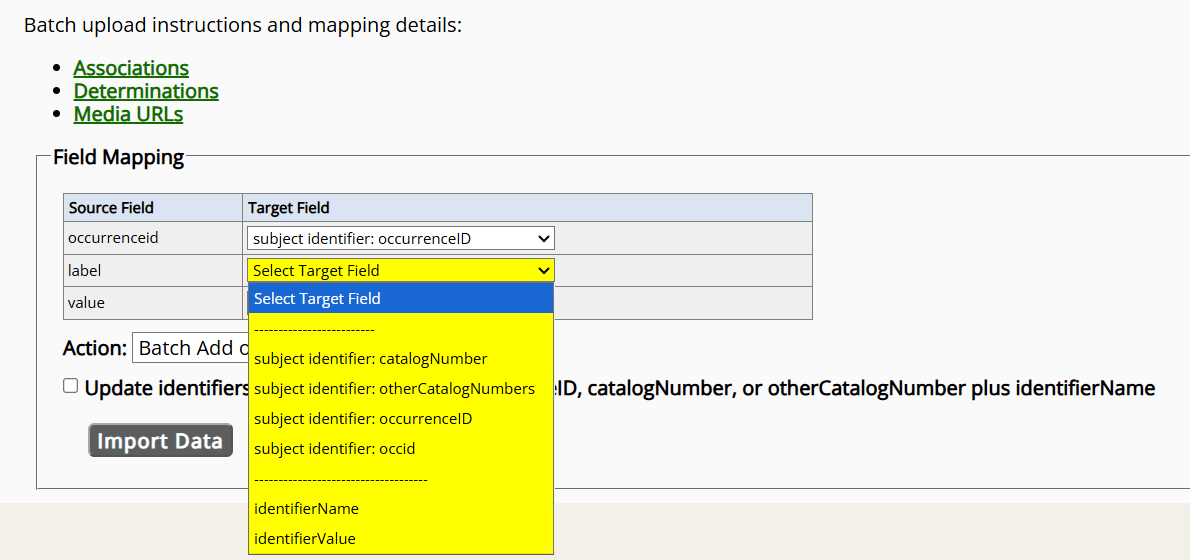 Batch upload instructions and mapping details:
Associations
Determinations
Media URLs
Field Mapping
Source Field Target Field
occurrenceid subject identifier: occurrenceID
label Select Target Field
value
Select Target Field
-------------------------
subject identifier: catalogNumber
subject identifier: otherCatalogNumbers
subject identifier: occurrenceID
subject identifier: occid
------------------------------------
identifierName
identifierValue
Action: Batch Add
Update identifiers ID, catalogNumber, or otherCatalogNumber plus identifierName
Import Data